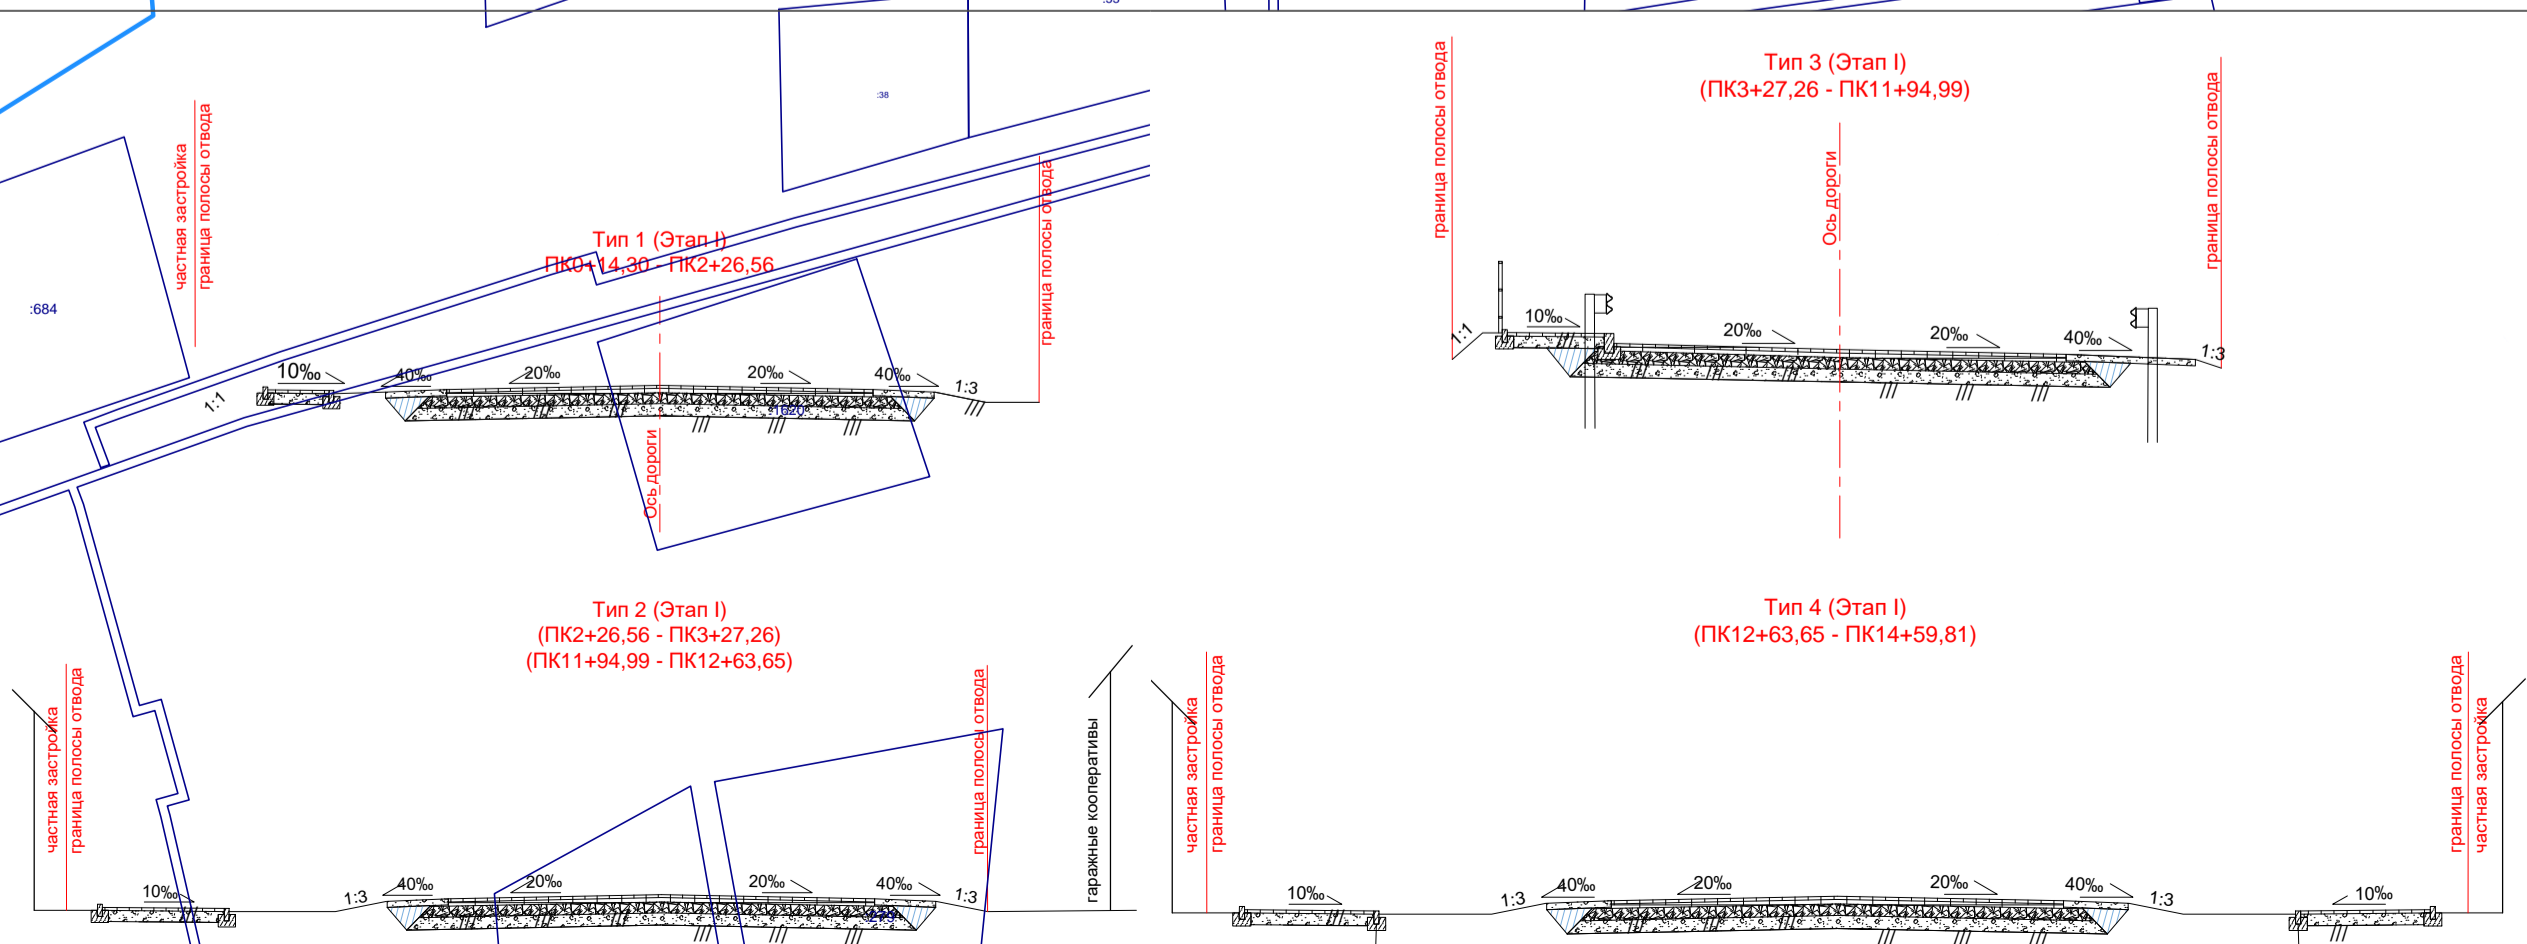 :38
:684
частная застройка
граница полосы отвода
Тип 1 (Этап I)
ПК0+14,30 - ПК2+26,56
граница полосы отвода
1:1
10‰
40‰
20‰
20‰
40‰
1:3
:1620
Ось дороги
граница полосы отвода
Тип 3 (Этап I)
(ПК3+27,26 - ПК11+94,99)
Ось дороги
граница полосы отвода
1:1
10‰
20‰
20‰
40‰
1:3
Тип 2 (Этап I)
(ПК2+26,56 - ПК3+27,26)
(ПК11+94,99 - ПК12+63,65)
частная застройка
граница полосы отвода
граница полосы отвода
гаражные кооперативы
10‰
1:3
40‰
20‰
20‰
40‰
1:3
Тип 4 (Этап I)
(ПК12+63,65 - ПК14+59,81)
частная застройка
граница полосы отвода
граница полосы отвода
частная застройка
10‰
1:3
40‰
20‰
20‰
40‰
1:3
10‰